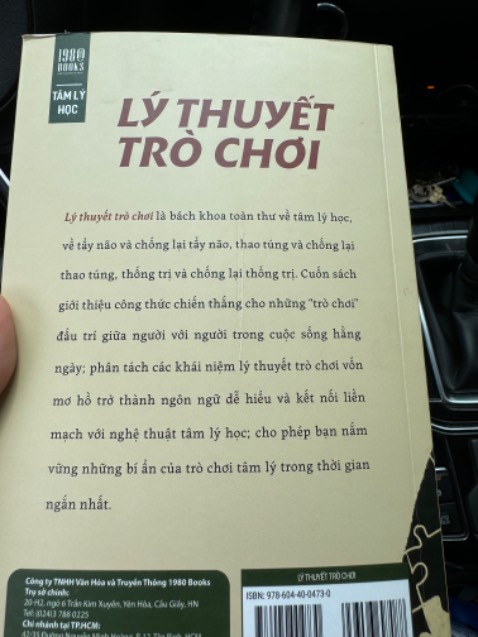 1980
BOOKS
TÂM LÝ
HỌC
LÝ THUYẾT
TRÒ CHƠI
Lý thuyết trò chơi là bách khoa toàn thư về tâm lý học,
về tẩy não và chống lại tẩy não, thao túng và chống lại
thao túng, thống trị và chống lại thống trị. Cuốn sách
giới thiệu công thức chiến thắng cho những "trò chơi"
đấu trí giữa người với người trong cuộc sống hằng
ngày; phân tách các khái niệm lý thuyết trò chơi vốn
mơ hồ trở thành ngôn ngữ dễ hiểu và kết nối liền
mạch với nghệ thuật tâm lý học; cho phép bạn nắm
vững những bí ẩn của trò chơi tâm lý trong thời gian
ngắn nhất.
Công ty TNHH Văn Hóa và Truyền Thông 1980 Books
Trụ sở chính:
20-H2, ngõ 6 Trần Kim Xuyến, Yên Hòa, Cầu Giấy, HN
Tel: (024)3 788 0225
Chi nhánh tại TP.HCM:
LÝ THUYẾT TRÒ CHƠI
ISBN: 978-604-40-0473-0